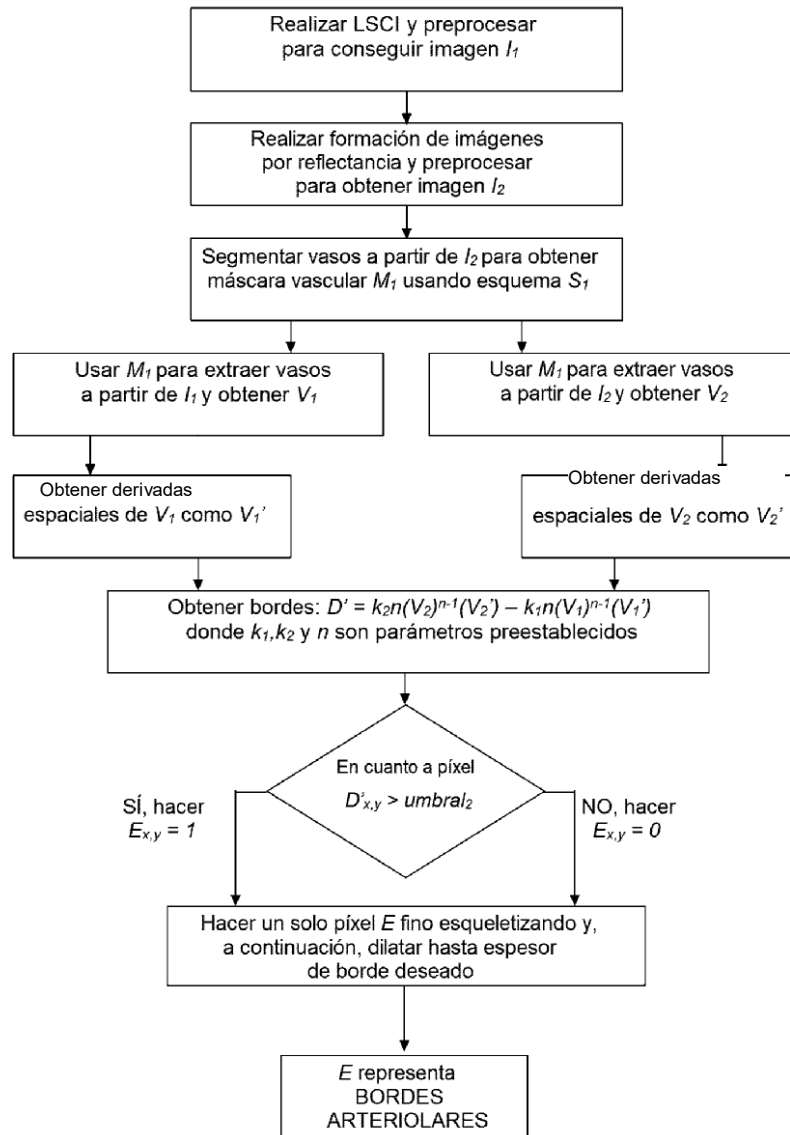 Realizar LSCI y preprocesar
para conseguir imagen I₁
Realizar formación de imágenes
por reflectancia y preprocesar
para obtener imagen I₂
Segmentar vasos a partir de I₂ para obtener
máscara vascular M₁ usando esquema S₁
Usar M₁ para extraer vasos
a partir de I₁ y obtener V₁
Usar M₁ para extraer vasos
a partir de I₂ y obtener V₂
Obtener derivadas
espaciales de V₁ como V₁'
Obtener derivadas
espaciales de V₂ como V₂'
Obtener bordes: D' = k₂n(V₂)ⁿ⁻¹(V₂') – k₁n(V₁)ⁿ⁻¹(V₁')
donde k₁,k₂ y n son parámetros preestablecidos
En cuanto a píxel
D'ₓ,ᵧ > umbral₂
SÍ, hacer
Eₓ,ᵧ = 1
NO, hacer
Eₓ,ᵧ = 0
Hacer un solo píxel E fino esqueletizando y,
a continuación, dilatar hasta espesor
de borde deseado
E representa
BORDES
ARTERIOLARES